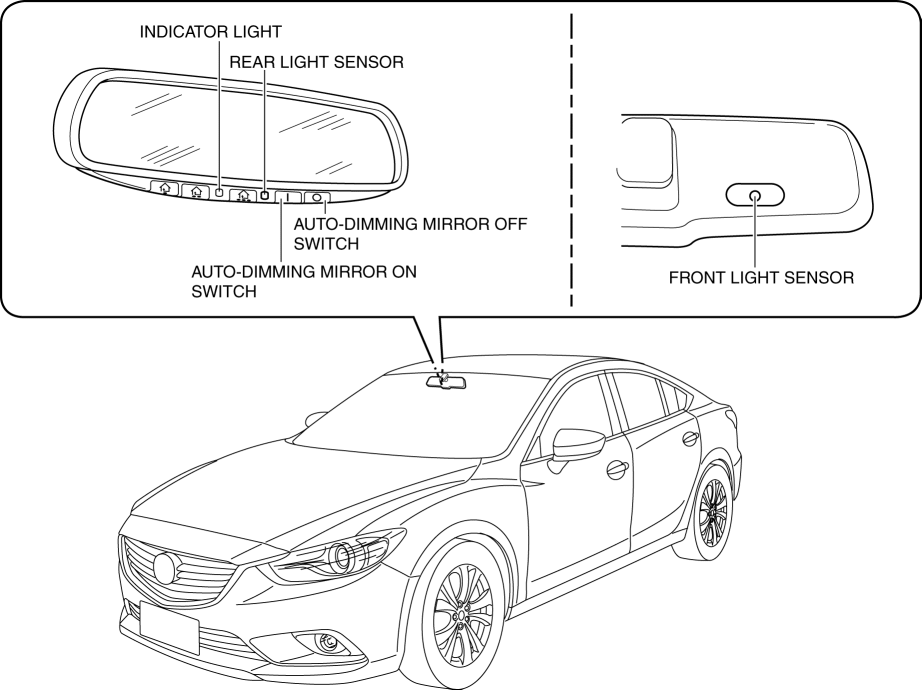 INDICATOR LIGHT
REAR LIGHT SENSOR
AUTO-DIMMING MIRROR OFF
SWITCH
AUTO-DIMMING MIRROR ON
SWITCH
FRONT LIGHT SENSOR